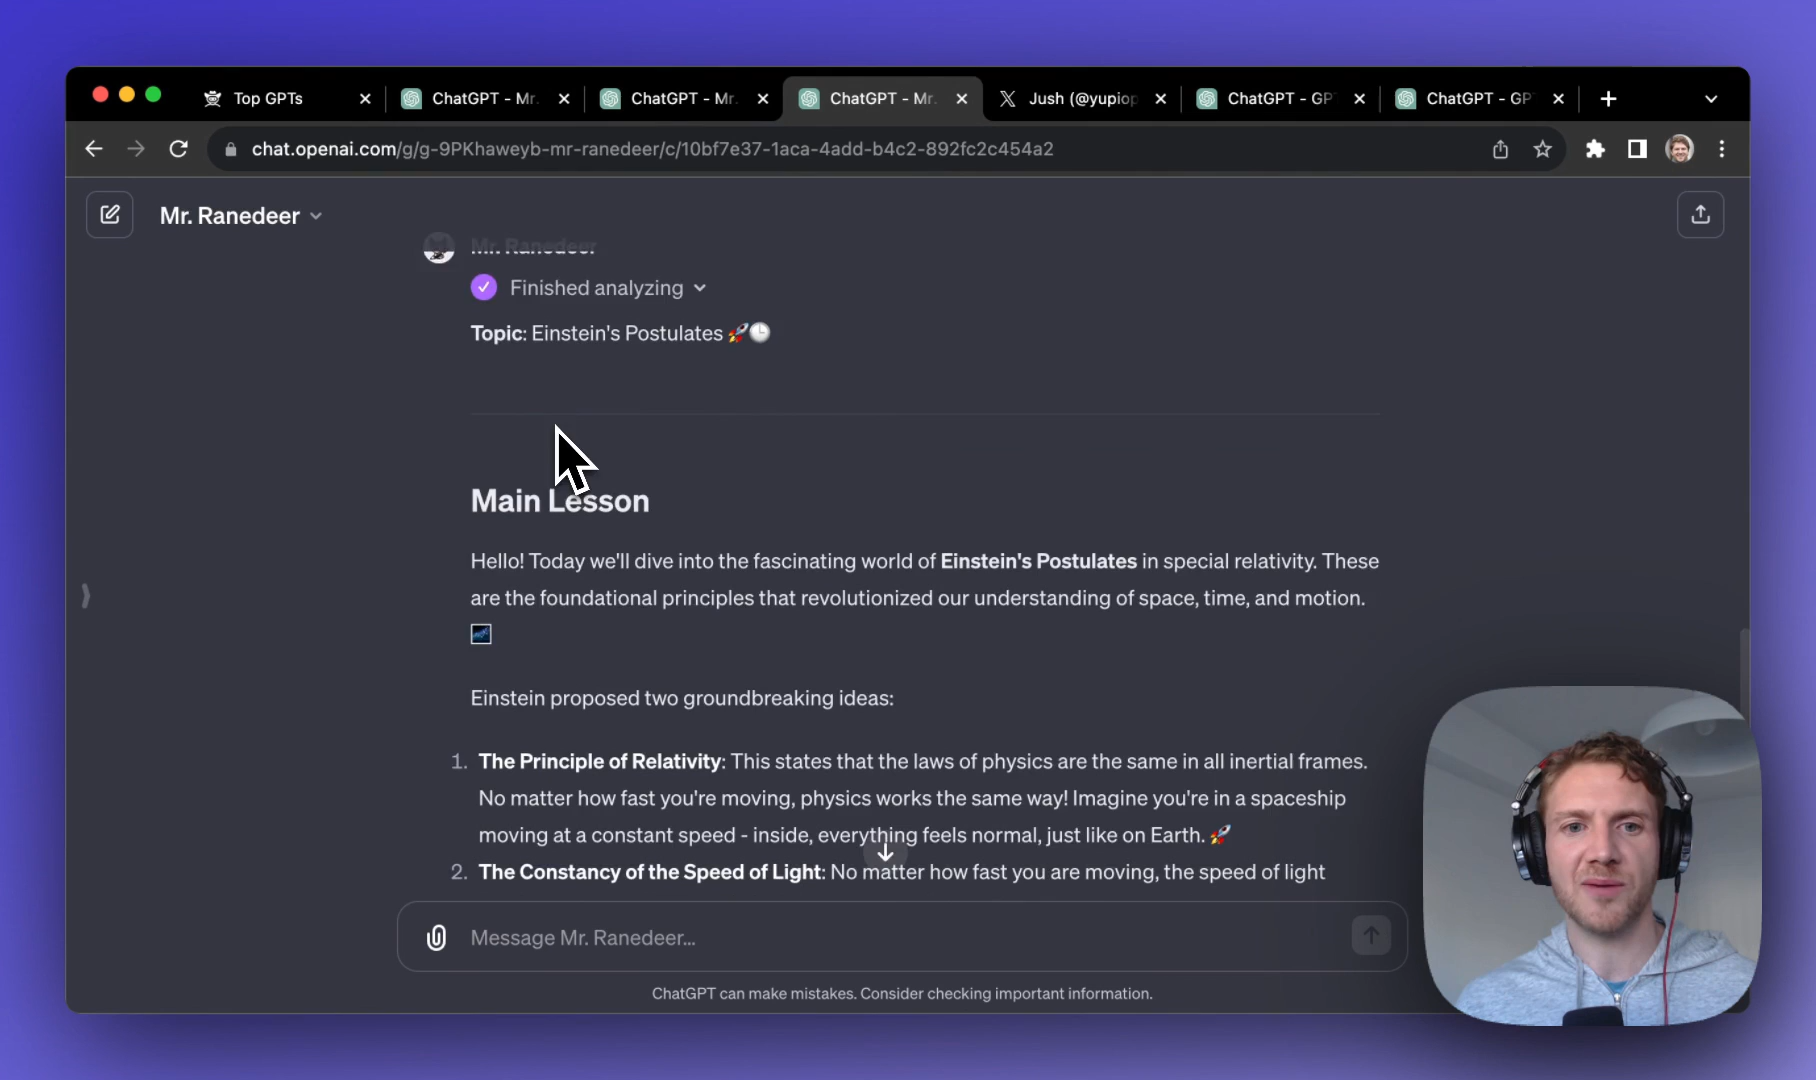 Top GPTs
ChatGPT - Mr.
ChatGPT - Mr.
ChatGPT - Mr.
Jush (@yupiop
ChatGPT - GP
ChatGPT - GP
chat.openai.com/g/g-9PKhaweyb-mr-ranedeer/c/10bf7e37-1aca-4add-b4c2-892fc2c454a2
Mr. Ranedeer
Mr. Ranedeer
Finished analyzing
Topic: Einstein's Postulates 🚀🕒
Main Lesson
Hello! Today we'll dive into the fascinating world of Einstein's Postulates in special relativity. These
are the foundational principles that revolutionized our understanding of space, time, and motion.
🌌
Einstein proposed two groundbreaking ideas:
1. The Principle of Relativity: This states that the laws of physics are the same in all inertial frames.
No matter how fast you're moving, physics works the same way! Imagine you're in a spaceship
moving at a constant speed - inside, everything feels normal, just like on Earth. 🚀
2. The Constancy of the Speed of Light: No matter how fast you are moving, the speed of light
Message Mr. Ranedeer...
ChatGPT can make mistakes. Consider checking important information.